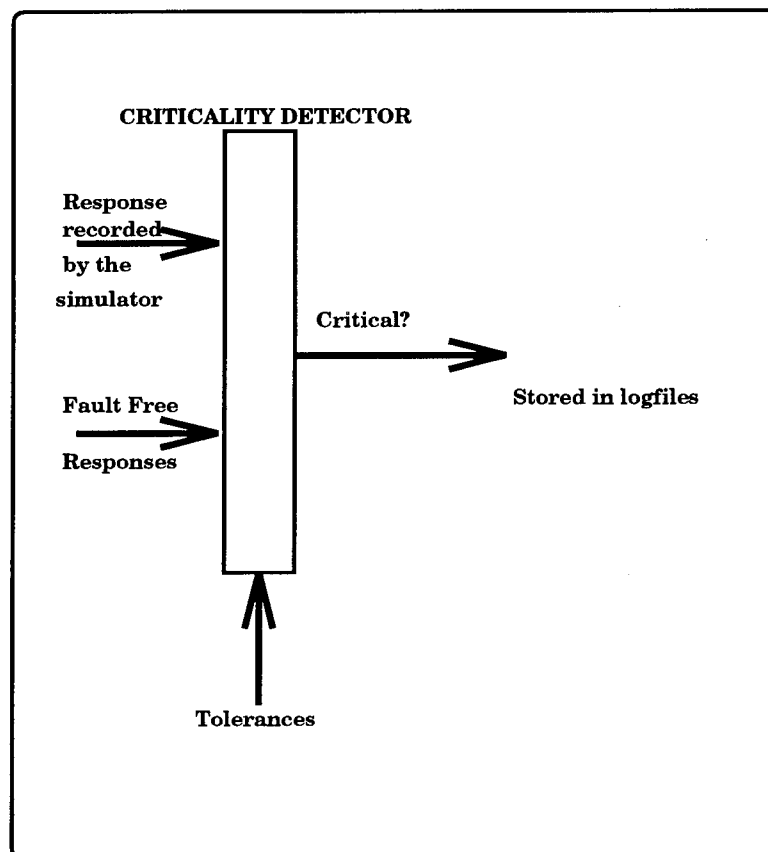 CRITICALITY DETECTOR
Response
recorded
by the
simulator
Critical?
Stored in logfiles
Fault Free
Responses
Tolerances